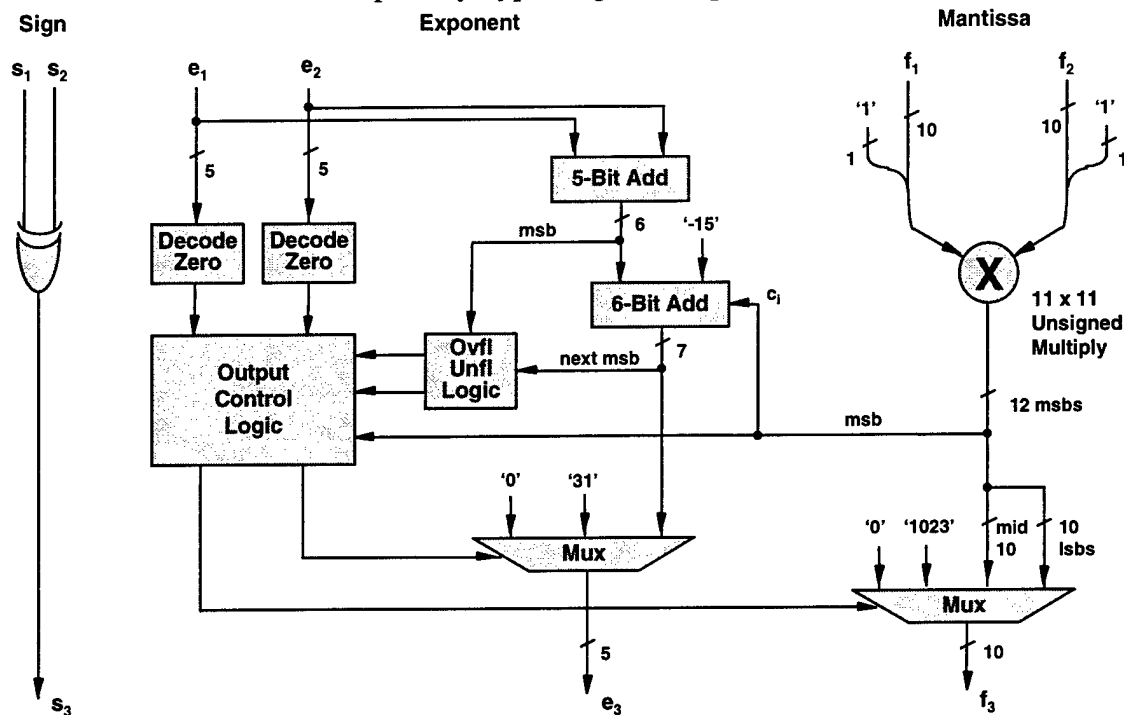 Sign
Exponent
Mantissa
s1 s2
e1
e2
f1
f2
'1'
'1'
10
10
1
1
5
5
5-Bit Add
Decode
Zero
Decode
Zero
msb
6
'-15'
6-Bit Add
ci
X
11 x 11
Unsigned
Multiply
Output
Control
Logic
Ovfl
Unfl
Logic
next msb
7
12 msbs
msb
'0'
'31'
Mux
'0'
'1023'
mid
10
10
lsbs
Mux
5
10
s3
e3
f3